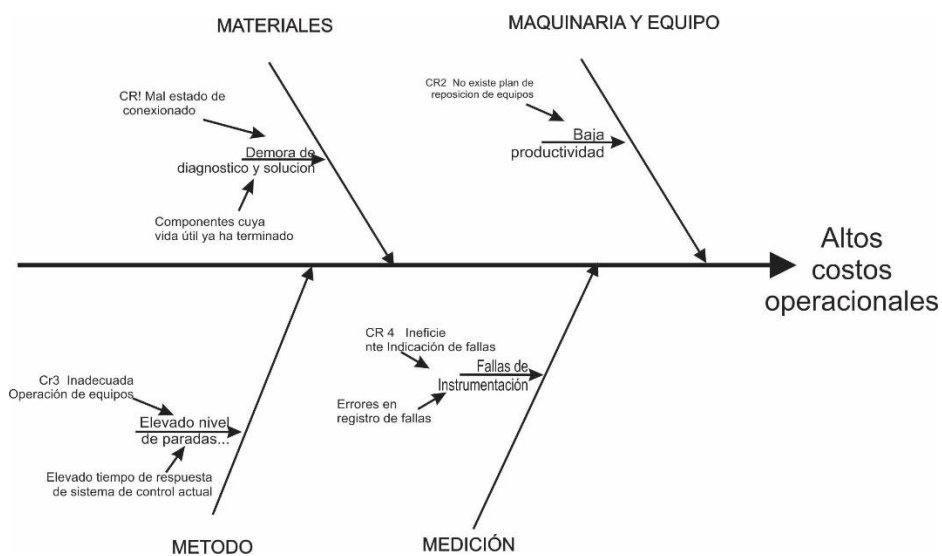 MATERIALES
MAQUINARIA Y EQUIPO
CR! Mal estado de
conexionado
Demora de
diagnostico y solucion
Componentes cuya
vida útil ya ha terminado
CR2 No existe plan de
reposicion de equipos
Baja
productividad
Altos
costos
operacionales
Cr3 Inadecuada
Operación de equipos
Elevado nivel
de paradas...
Elevado tiempo de respuesta
de sistema de control actual
CR 4 Ineficie
nte Indicación de fallas
Fallas de
Instrumentación
Errores en
registro de fallas
METODO
MEDICIÓN